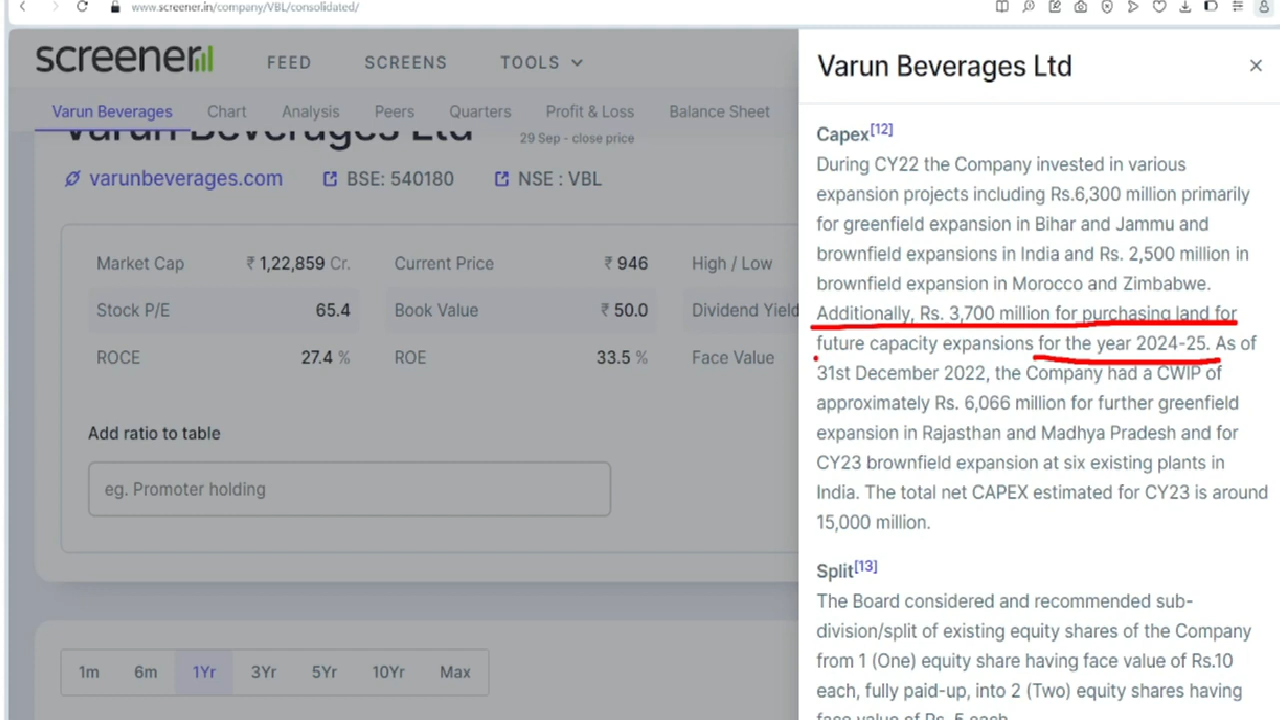 www.screener.in/company/VBL/consolidated/
screener
FEED SCREENS TOOLS
Varun Beverages Chart Analysis Peers Quarters Profit & Loss Balance Sheet
Varun Beverages Ltd
29 Sep - close price
varunbeverages.com BSE: 540180 NSE : VBL
Market Cap ₹ 1,22,859 Cr. Current Price ₹ 946 High / Low
Stock P/E 65.4 Book Value ₹ 50.0 Dividend Yield
ROCE 27.4 % ROE 33.5 % Face Value
Add ratio to table
eg. Promoter holding
1m 6m 1Yr 3Yr 5Yr 10Yr Max
Varun Beverages Ltd
Capex[12]
During CY22 the Company invested in various
expansion projects including Rs.6,300 million primarily
for greenfield expansion in Bihar and Jammu and
brownfield expansions in India and Rs. 2,500 million in
brownfield expansion in Morocco and Zimbabwe.
Additionally, Rs. 3,700 million for purchasing land for
future capacity expansions for the year 2024-25. As of
31st December 2022, the Company had a CWIP of
approximately Rs. 6,066 million for further greenfield
expansion in Rajasthan and Madhya Pradesh and for
CY23 brownfield expansion at six existing plants in
India. The total net CAPEX estimated for CY23 is around
15,000 million.
Split[13]
The Board considered and recommended sub-
division/split of existing equity shares of the Company
from 1 (One) equity share having face value of Rs.10
each, fully paid-up, into 2 (Two) equity shares having
face value of Rs. 5 each